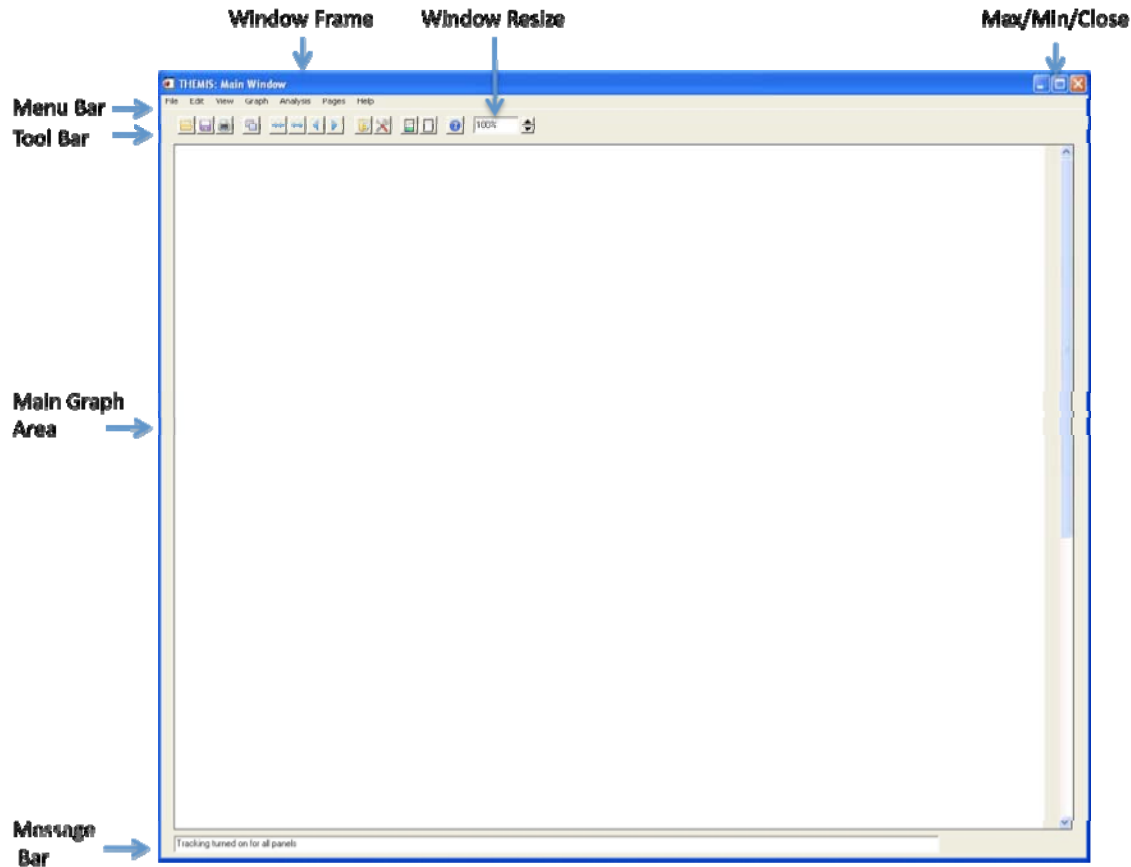 Window Frame Window Resize Max/Min/Close
THEMIS: Main Window
Menu Bar
File Edit View Graph Analysis Pages Help
Tool Bar
100%
Main Graph
Area
Message
Bar
Tracking turned on for all panels